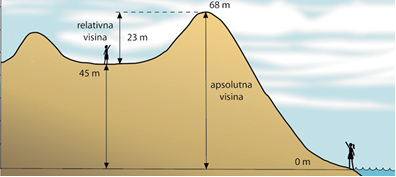 68 m
relativna
visina
23 m
45 m
apsolutna
visina
0 m